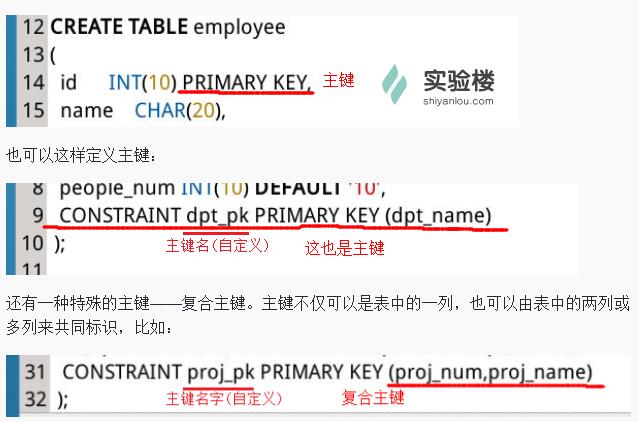 12 CREATE TABLE employee
13 (
14 id INT(10) PRIMARY KEY, 主键
实验楼
shiyanlou.com
15 name CHAR(20),
也可以这样定义主键：
8 people_num INT(10) DEFAULT '10',
9 CONSTRAINT dpt_pk PRIMARY KEY (dpt_name)
10 ); 主键名(自定义) 这也是主键
11
还有一种特殊的主键——复合主键。主键不仅可以是表中的一列，也可以由表中的两列或
多列来共同标识，比如：
31 CONSTRAINT proj_pk PRIMARY KEY (proj_num,proj_name)
32 ); 主键名字(自定义) 复合主键